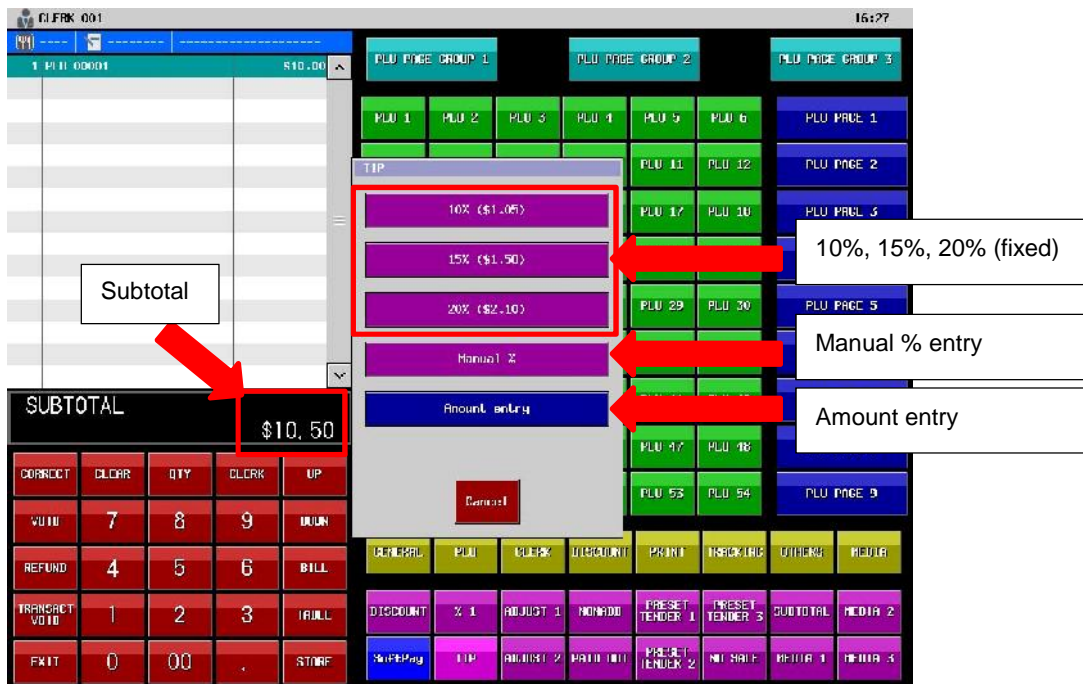 CLERK 001 16:27
---- -------- --------------------
1 PLU 00001 $10.00
PLU PAGE GROUP 1 PLU PAGE GROUP 2 PLU PAGE GROUP 3
PLU 1 PLU 2 PLU 3 PLU 4 PLU 5 PLU 6 PLU PAGE 1
TIP
PLU 11 PLU 12 PLU PAGE 2
10% ($1.05)
PLU 17 PLU 18 PLU PAGE 3
15% ($1.50)
10%, 15%, 20% (fixed)
Subtotal
20% ($2.10)
PLU 29 PLU 30 PLU PAGE 5
Manual %
Manual % entry
Amount entry
Amount entry
SUBTOTAL
$10.50
PLU 47 PLU 48
CORRECT CLEAR QTY CLERK UP
Cancel
PLU 53 PLU 54 PLU PAGE 9
VOID 7 8 9 DOWN
GENERAL PLU CLERK DISCOUNT PRINT TRACKING OTHERS MEDIA
REFUND 4 5 6 BILL
TRANSACT VOID 1 2 3 TABLE
DISCOUNT % 1 ADJUST 1 NONADD PRESET TENDER 1 PRESET TENDER 3 SUBTOTAL MEDIA 2
EXIT 0 00 . STORE
SoftPay TIP ADJUST 2 PAID OUT PRESET TENDER 2 NO SALE MEDIA 1 MEDIA 3